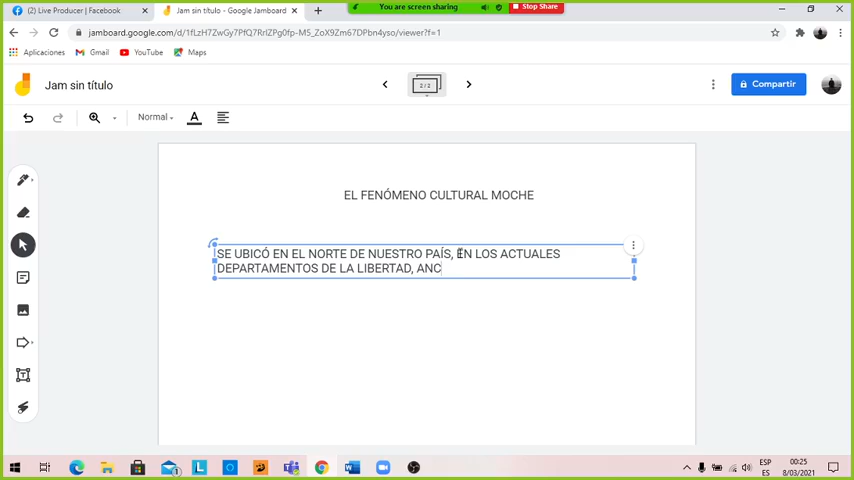 (2) Live Producer | Facebook
Jam sin título - Google Jamboard
You are screen sharing
Stop Share
jamboard.google.com/d/1fLzH7ZwGy7PfQ7RrlZPg0fp-M5_ZoX9Zm67DPbn4yso/viewer?f=1
Aplicaciones
Gmail
YouTube
Maps
Jam sin título
2 / 2
Compartir
Normal
A
EL FENÓMENO CULTURAL MOCHE
SE UBICÓ EN EL NORTE DE NUESTRO PAÍS, EN LOS ACTUALES
DEPARTAMENTOS DE LA LIBERTAD, ANC
ESP
ES
00:25
8/03/2021